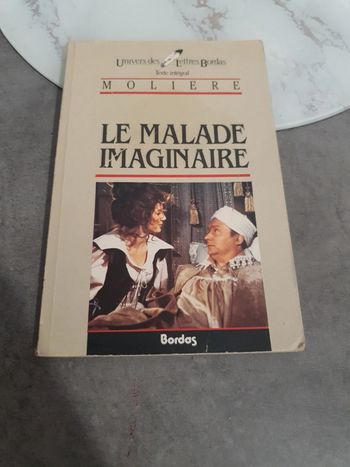 Univers des Lettres Bordas
Texte intégral
MOLIÈRE
LE MALADE
IMAGINAIRE
Bordas